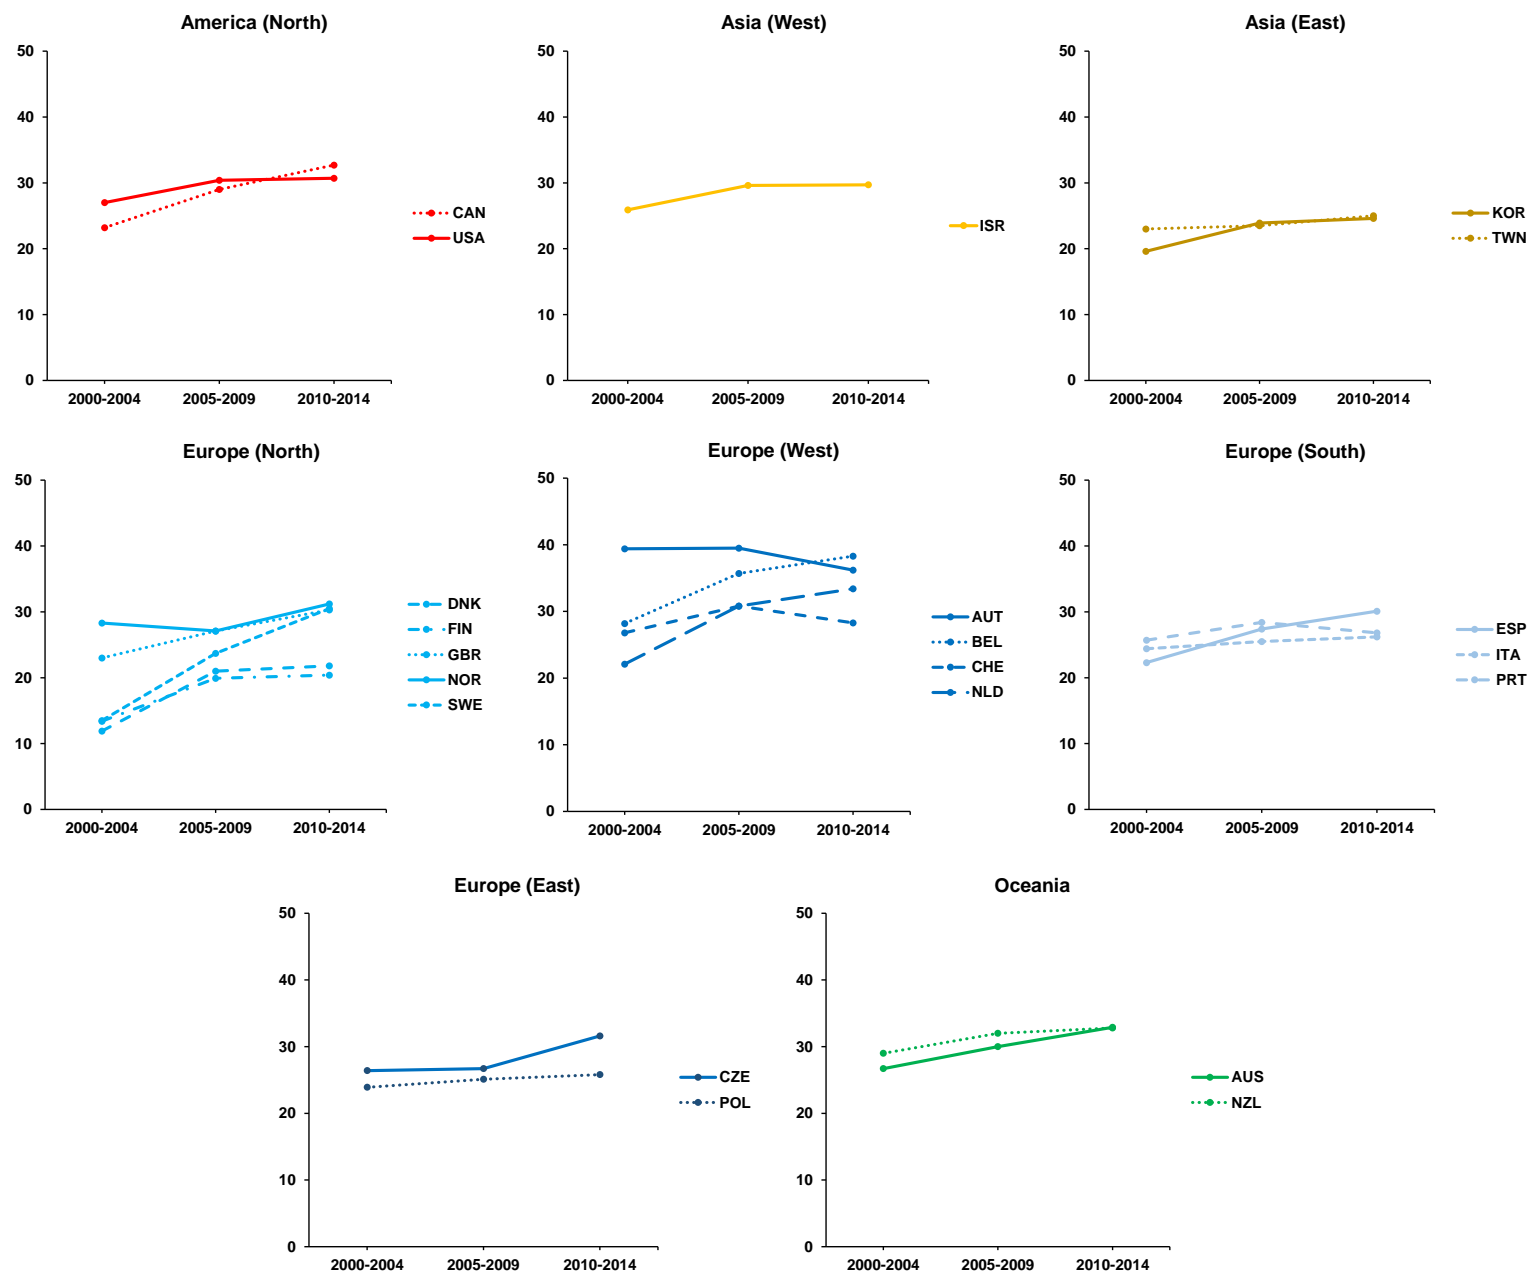 America (North)
50
40
30
20
10
0
2000-2004 2005-2009 2010-2014
CAN
USA
Asia (West)
50
40
30
20
10
0
2000-2004 2005-2009 2010-2014
ISR
Asia (East)
50
40
30
20
10
0
2000-2004 2005-2009 2010-2014
KOR
TWN
Europe (North)
50
40
30
20
10
0
2000-2004 2005-2009 2010-2014
DNK
FIN
GBR
NOR
SWE
Europe (West)
50
40
30
20
10
0
2000-2004 2005-2009 2010-2014
AUT
BEL
CHE
NLD
Europe (South)
50
40
30
20
10
0
2000-2004 2005-2009 2010-2014
ESP
ITA
PRT
Europe (East)
50
40
30
20
10
0
2000-2004 2005-2009 2010-2014
CZE
POL
Oceania
50
40
30
20
10
0
2000-2004 2005-2009 2010-2014
AUS
NZL